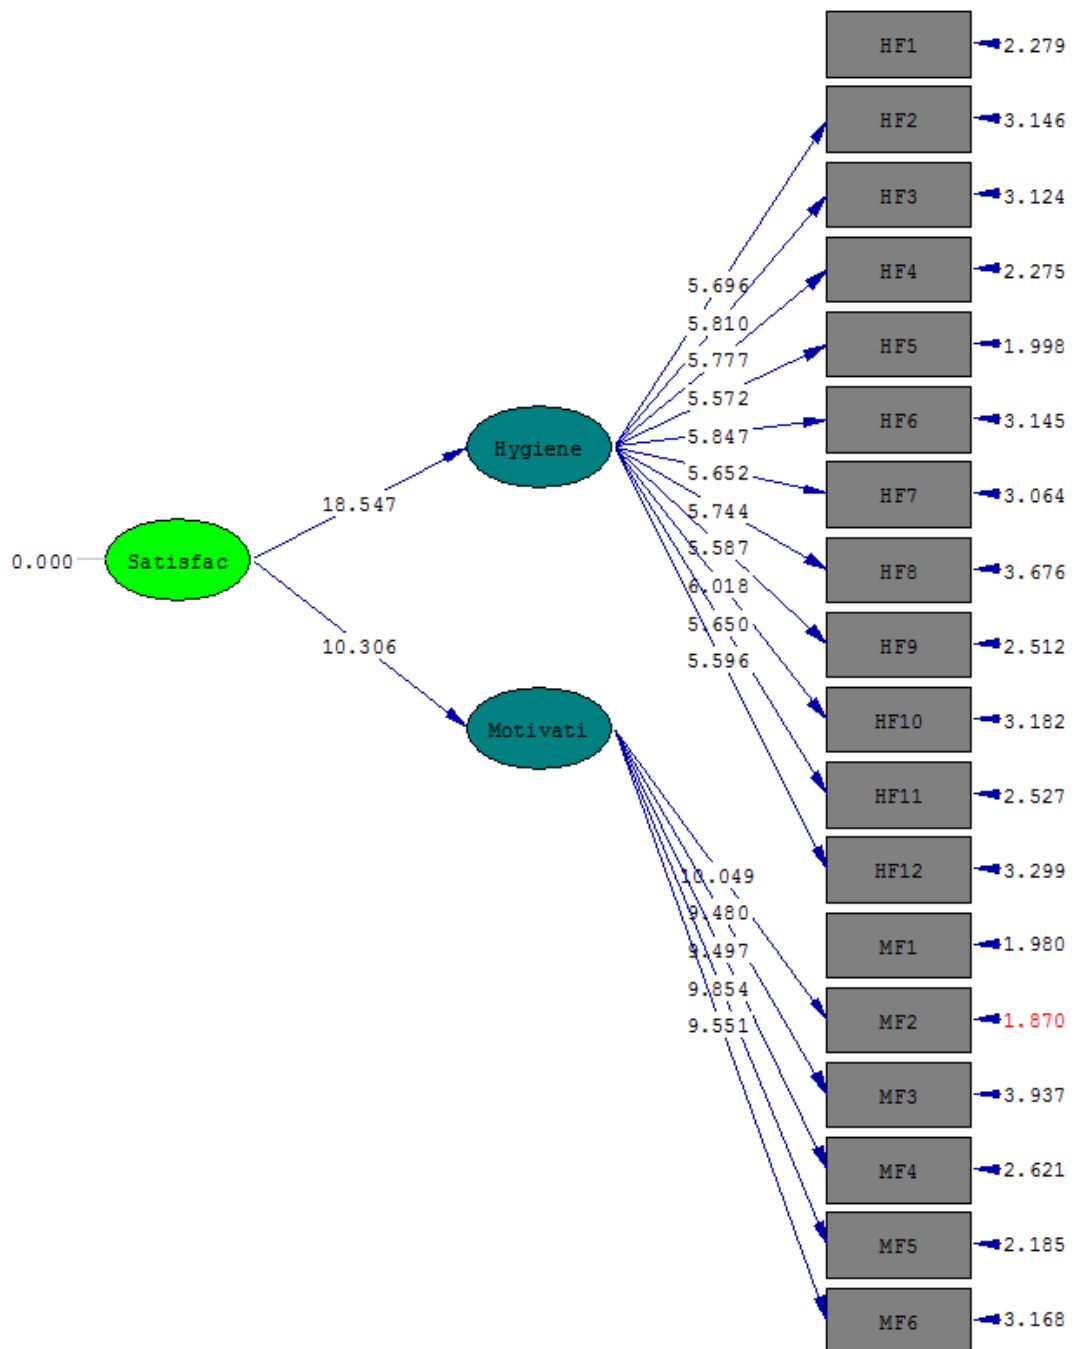 HF1 2.279
HF2 3.146
HF3 3.124
HF4 2.275
5.696
5.810
HF5 1.998
5.777
5.572
HF6 3.145
5.847
Hygiene
5.652
HF7 3.064
18.547
5.744
5.587
0.000 Satisfac
HF8 3.676
6.018
5.650
HF9 2.512
10.306
5.596
HF10 3.182
Motivati
HF11 2.527
HF12 3.299
10.049
9.480
MF1 1.980
9.497
9.854
MF2 1.870
9.551
MF3 3.937
MF4 2.621
MF5 2.185
MF6 3.168